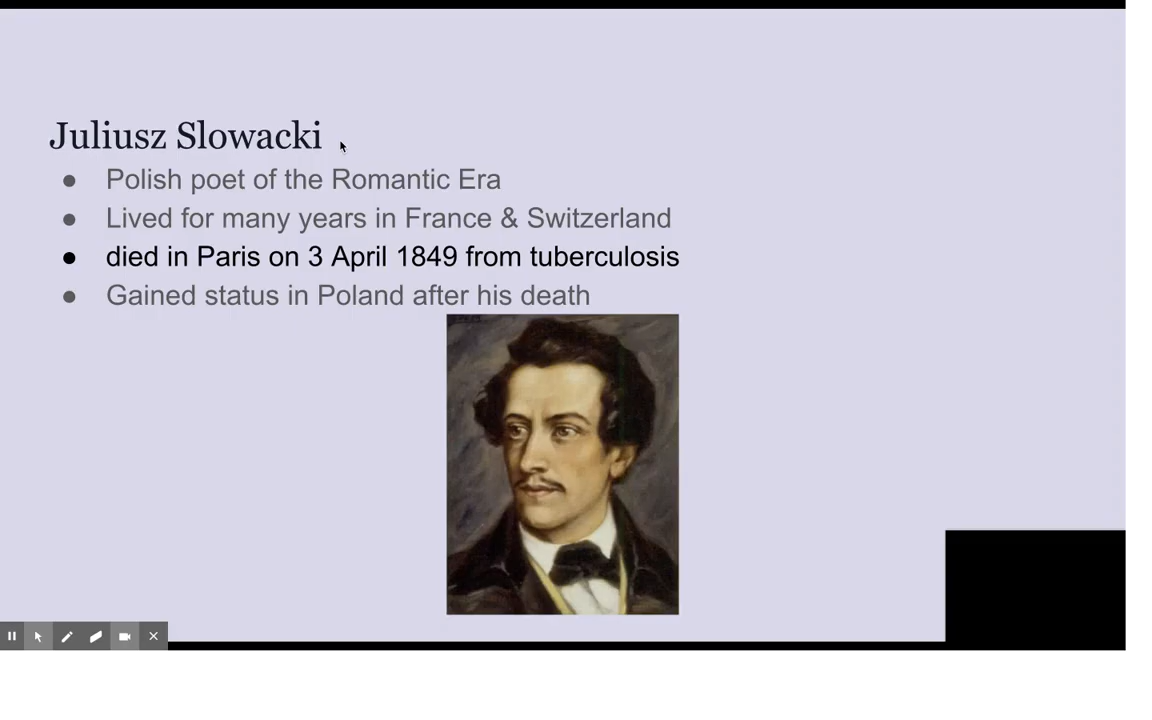 Juliusz Slowacki
● Polish poet of the Romantic Era
● Lived for many years in France & Switzerland
● died in Paris on 3 April 1849 from tuberculosis
● Gained status in Poland after his death